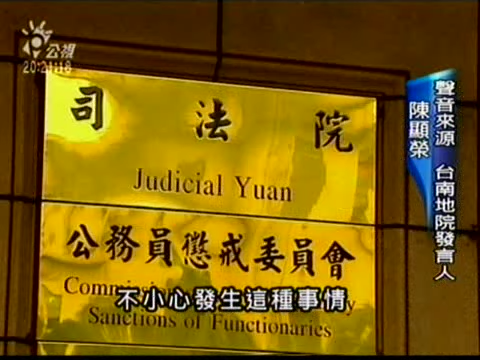 公視
20:21:18
聲音來源 台南地院發言人
陳顯榮
司法院
Judicial Yuan
公務員懲戒委員會
不小心發生這種事情
Sanctions of Functionaries